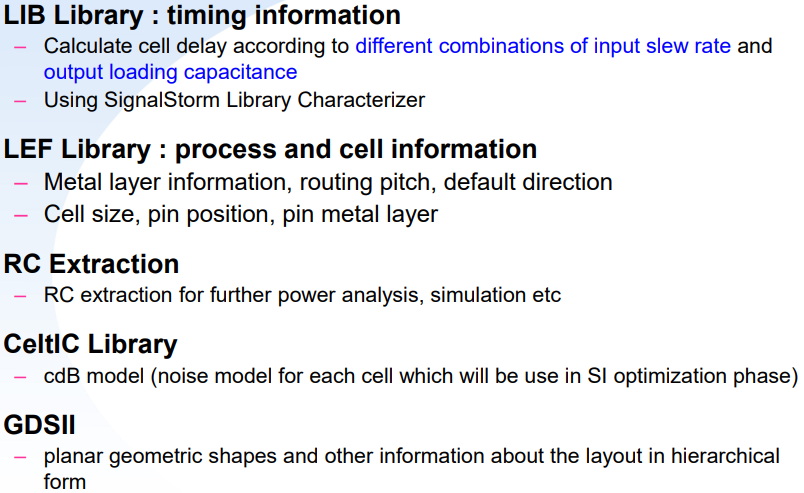 LIB Library : timing information
– Calculate cell delay according to different combinations of input slew rate and
output loading capacitance
– Using SignalStorm Library Characterizer
LEF Library : process and cell information
– Metal layer information, routing pitch, default direction
– Cell size, pin position, pin metal layer
RC Extraction
– RC extraction for further power analysis, simulation etc
CeltIC Library
– cdB model (noise model for each cell which will be use in SI optimization phase)
GDSII
– planar geometric shapes and other information about the layout in hierarchical
form